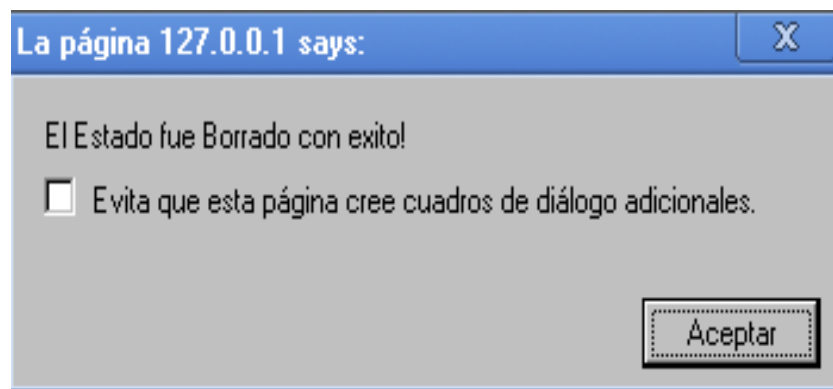 La página 127.0.0.1 says:
X
El Estado fue Borrado con exito!
Evita que esta página cree cuadros de diálogo adicionales.
Aceptar